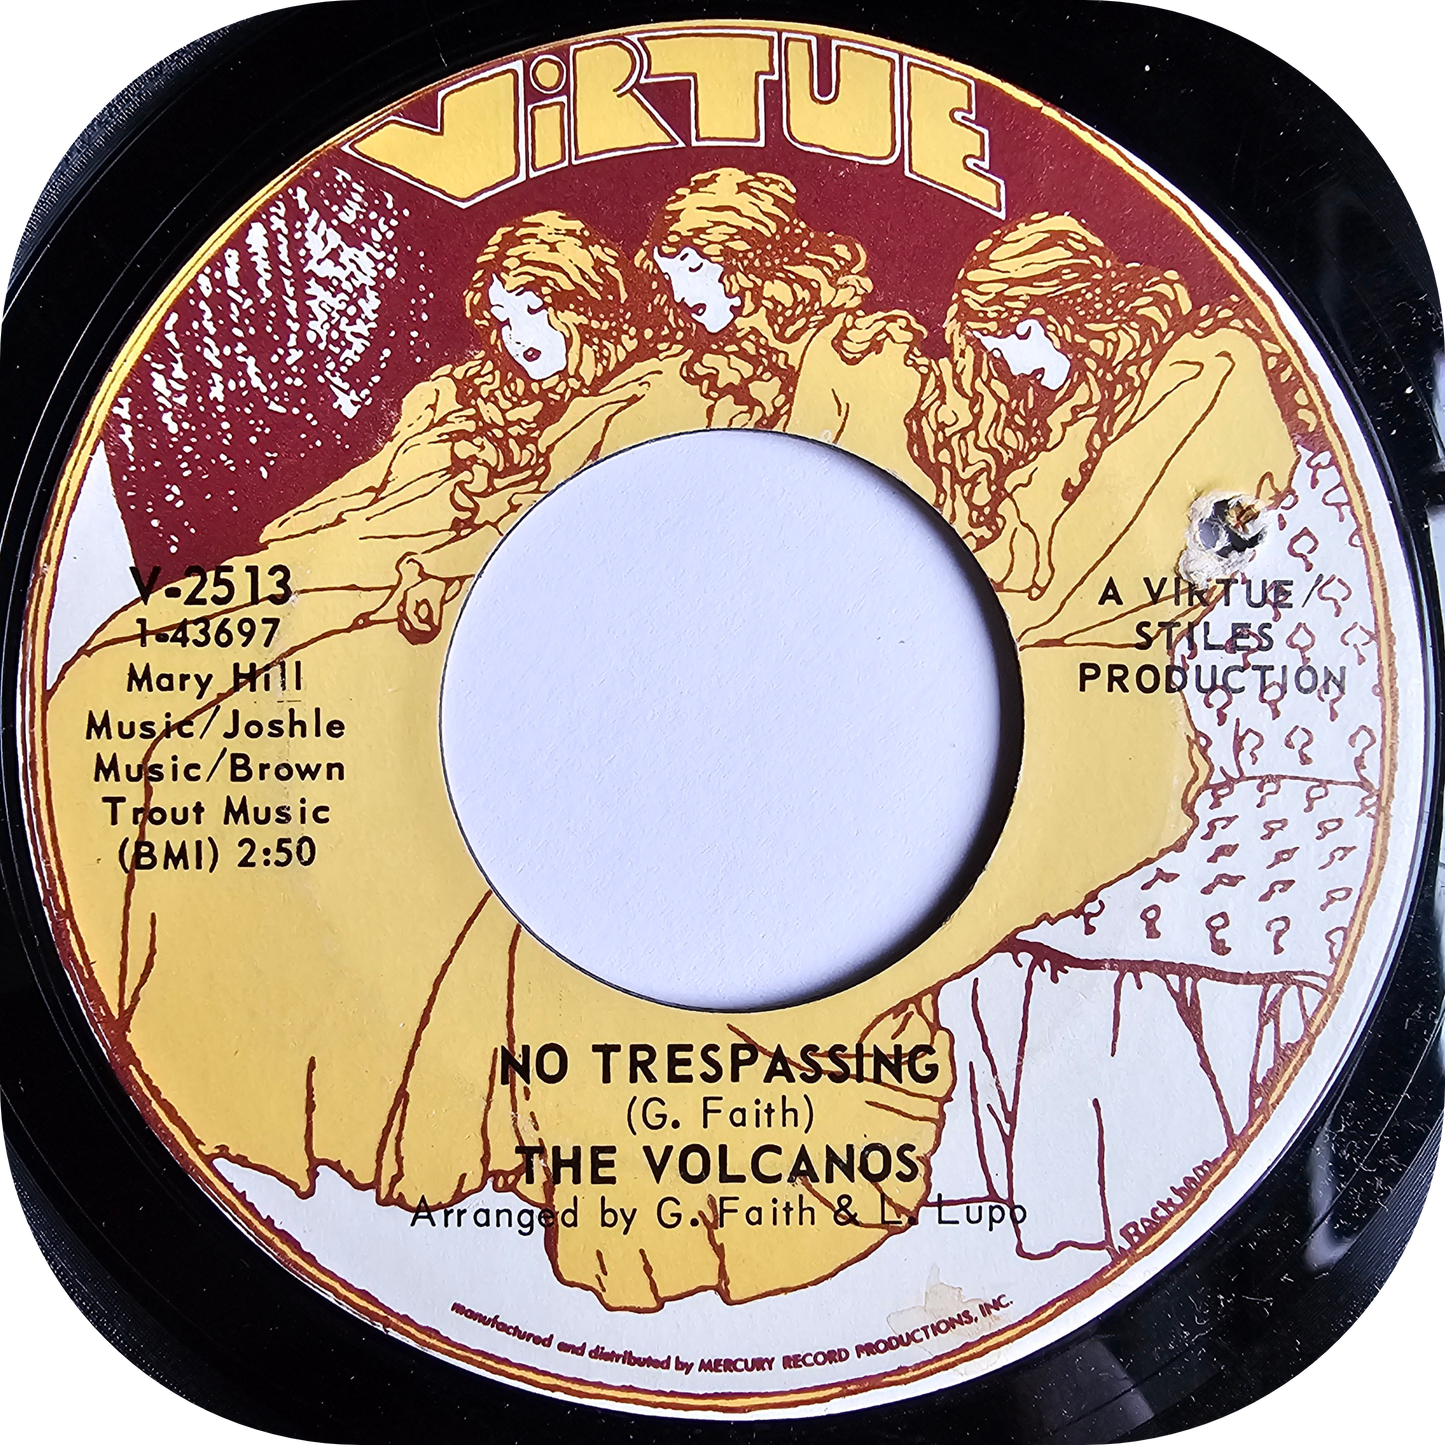 ViRTUE
V-2513
1-43697
Mary Hill
Music/Joshle
Music/Brown
Trout Music
(BMI) 2:50
A VIRTUE/
STILES
PRODUCTION
NO TRESPASSING
(G. Faith)
THE VOLCANOS
Arranged by G. Faith & L. Lupo
Rackham
manufactured and distributed by MERCURY RECORD PRODUCTIONS, INC.